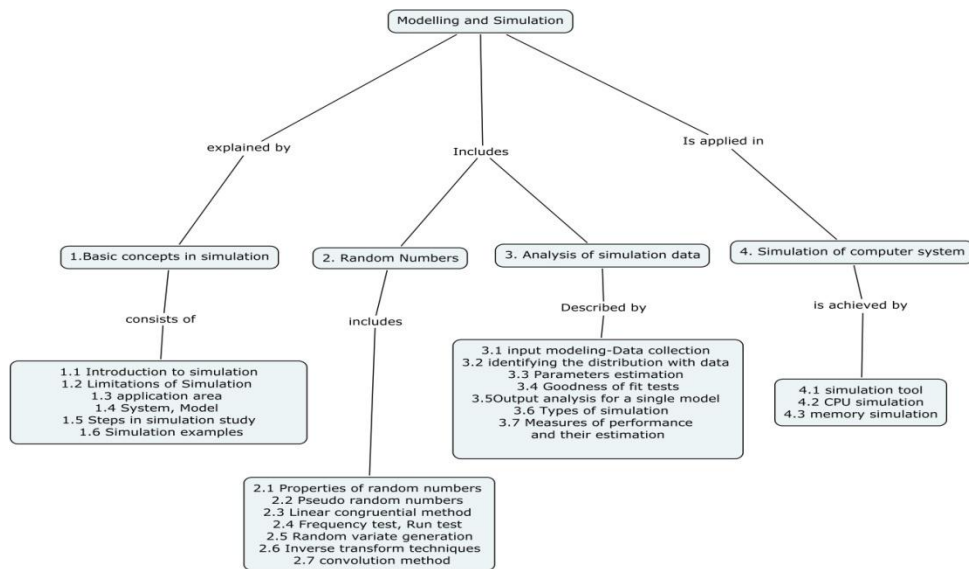 Modelling and Simulation
explained by
Includes
Is applied in
1.Basic concepts in simulation
2. Random Numbers
3. Analysis of simulation data
4. Simulation of computer system
consists of
includes
Described by
is achieved by
1.1 Introduction to simulation
1.2 Limitations of Simulation
1.3 application area
1.4 System, Model
1.5 Steps in simulation study
1.6 Simulation examples
2.1 Properties of random numbers
2.2 Pseudo random numbers
2.3 Linear congruential method
2.4 Frequency test, Run test
2.5 Random variate generation
2.6 Inverse transform techniques
2.7 convolution method
3.1 input modeling-Data collection
3.2 identifying the distribution with data
3.3 Parameters estimation
3.4 Goodness of fit tests
3.5Output analysis for a single model
3.6 Types of simulation
3.7 Measures of performance
and their estimation
4.1 simulation tool
4.2 CPU simulation
4.3 memory simulation